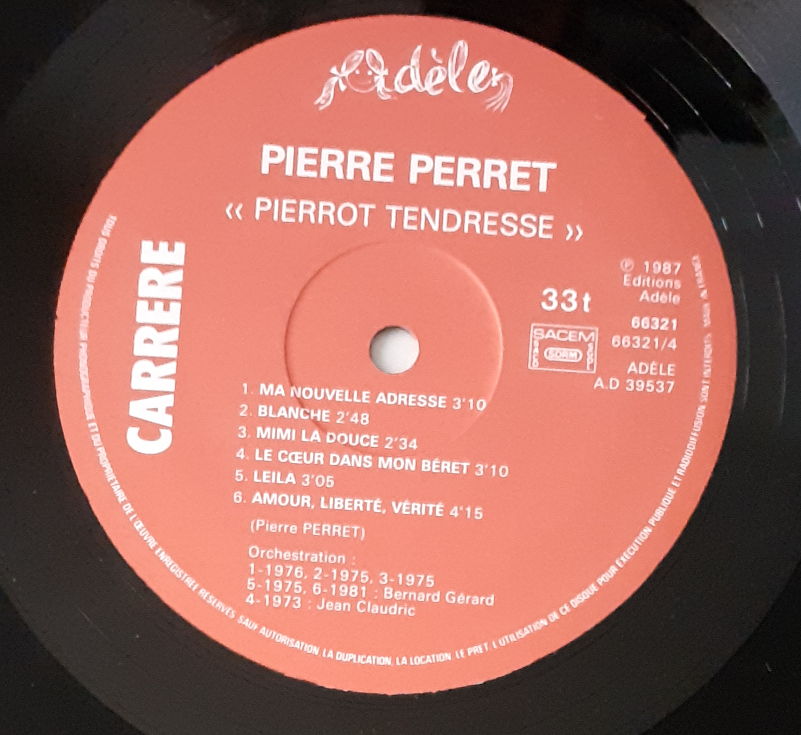 Adèle
PIERRE PERRET
« PIERROT TENDRESSE »
CARRERE
℗ 1987
Editions
Adèle
33t
66321
66321/4
SACEM
SACD
SDRM
SGDL
ADÈLE
A.D 39537
1. MA NOUVELLE ADRESSE 3'10
2. BLANCHE 2'48
3. MIMI LA DOUCE 2'34
4. LE CŒUR DANS MON BÉRET 3'10
5. LEILA 3'05
6. AMOUR, LIBERTÉ, VÉRITÉ 4'15
(Pierre PERRET)
Orchestration :
1-1976, 2-1975, 3-1975
5-1975, 6-1981 : Bernard Gérard
4-1973 : Jean Claudric
TOUS DROITS DU PRODUCTEUR PHONOGRAPHIQUE ET DU PROPRIETAIRE DE L'ŒUVRE ENREGISTREE RESERVES SAUF AUTORISATION, LA DUPLICATION, LA LOCATION, LE PRET, L'UTILISATION DE CE DISQUE POUR EXECUTION PUBLIQUE ET RADIODIFFUSION SONT INTERDITS. MADE IN FRANCE